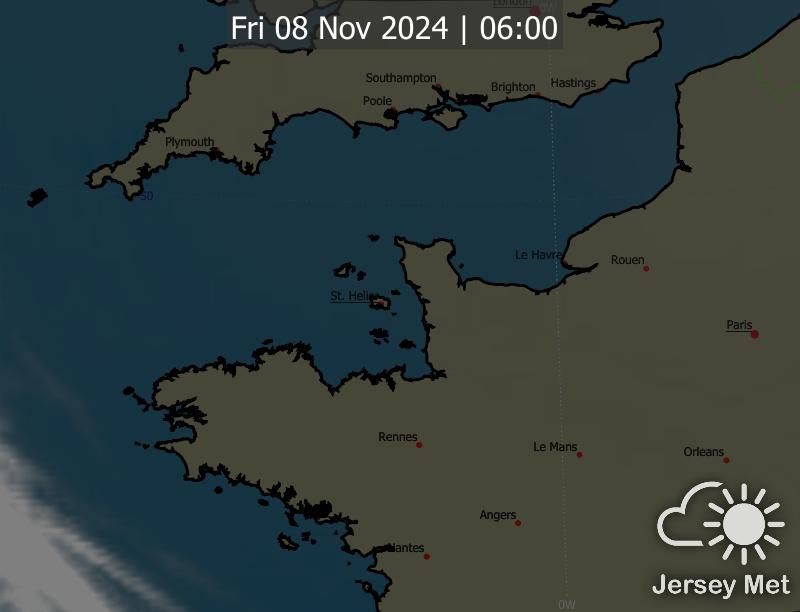 London
0W
Fri 08 Nov 2024 | 06:00
Southampton
Brighton
Hastings
Poole
Plymouth
50
Le Havre
Rouen
St. Helier
Paris
Rennes
Le Mans
Orleans
Angers
Nantes
0W
Jersey Met